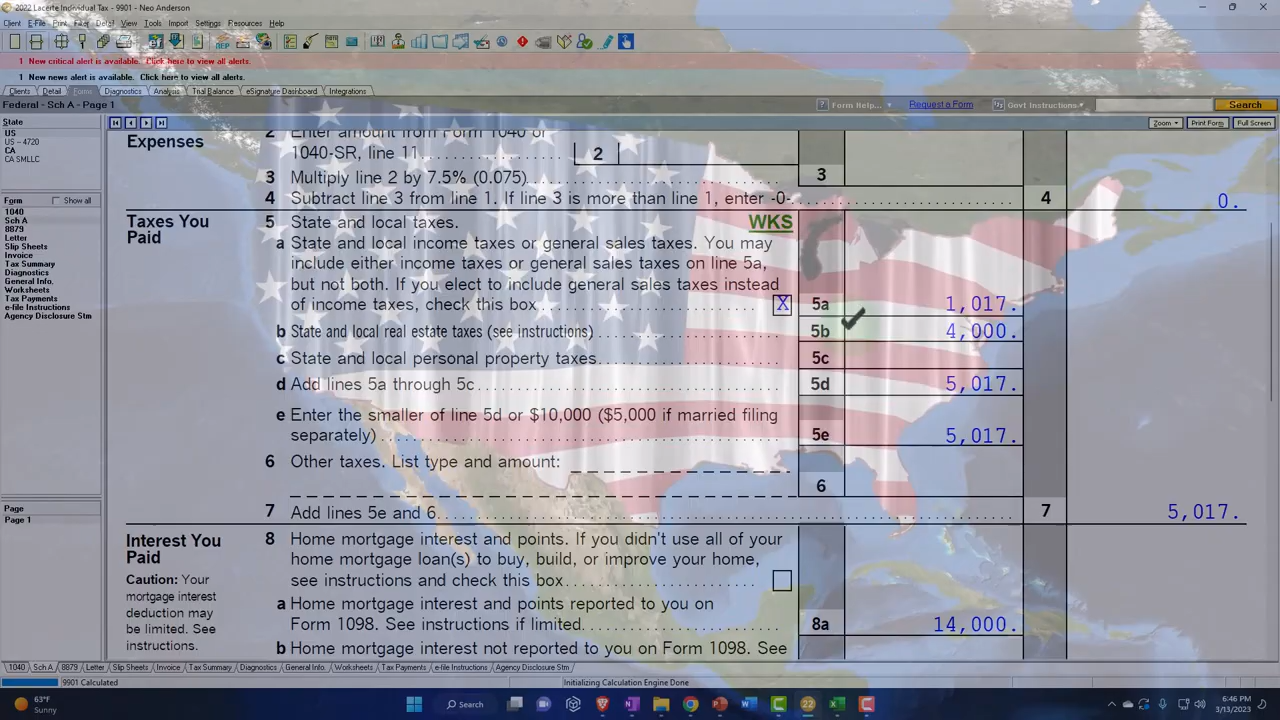 2022 Lacerte Individual Tax - 9901 - Neo Anderson
Client E-File Print Filer Detail View Tools Import Settings Resources Help
1 New critical alert is available. Click here to view all alerts.
1 New news alert is available. Click here to view all alerts.
Clients Detail Forms Diagnostics Analysis Trial Balance eSignature Dashboard Integrations
Federal - Sch A - Page 1
Form Help... Request a Form Govt Instructions Search
State
Zoom Print Form Full Screen
US
US - 4720
CA
CA SMLLC
Form Show all
1040
Sch A
8879
Letter
Slip Sheets
Invoice
Tax Summary
Diagnostics
General Info.
Worksheets
Tax Payments
e-file Instructions
Agency Disclosure Stm
Page
Page 1
Expenses
2 Enter amount from Form 1040 or
1040-SR, line 11 2
3 Multiply line 2 by 7.5% (0.075) 3
4 Subtract line 3 from line 1. If line 3 is more than line 1, enter -0- 4 0.
Taxes You
Paid
5 State and local taxes. WKS
a State and local income taxes or general sales taxes. You may
include either income taxes or general sales taxes on line 5a,
but not both. If you elect to include general sales taxes instead
of income taxes, check this box X 5a 1,017.
b State and local real estate taxes (see instructions) 5b 4,000.
c State and local personal property taxes 5c
d Add lines 5a through 5c 5d 5,017.
e Enter the smaller of line 5d or $10,000 ($5,000 if married filing
separately) 5e 5,017.
6 Other taxes. List type and amount:
6
7 Add lines 5e and 6 7 5,017.
Interest You
Paid
Caution: Your
mortgage interest
deduction may
be limited. See
instructions.
8 Home mortgage interest and points. If you didn't use all of your
home mortgage loan(s) to buy, build, or improve your home,
see instructions and check this box
a Home mortgage interest and points reported to you on
Form 1098. See instructions if limited 8a 14,000.
b Home mortgage interest not reported to you on Form 1098. See
1040 Sch A 8879 Letter Slip Sheets Invoice Tax Summary Diagnostics General Info. Worksheets Tax Payments e-file Instructions Agency Disclosure Stm
9901 Calculated Initializing Calculation Engine Done
63°F
Sunny
Search
22
6:46 PM
3/13/2023